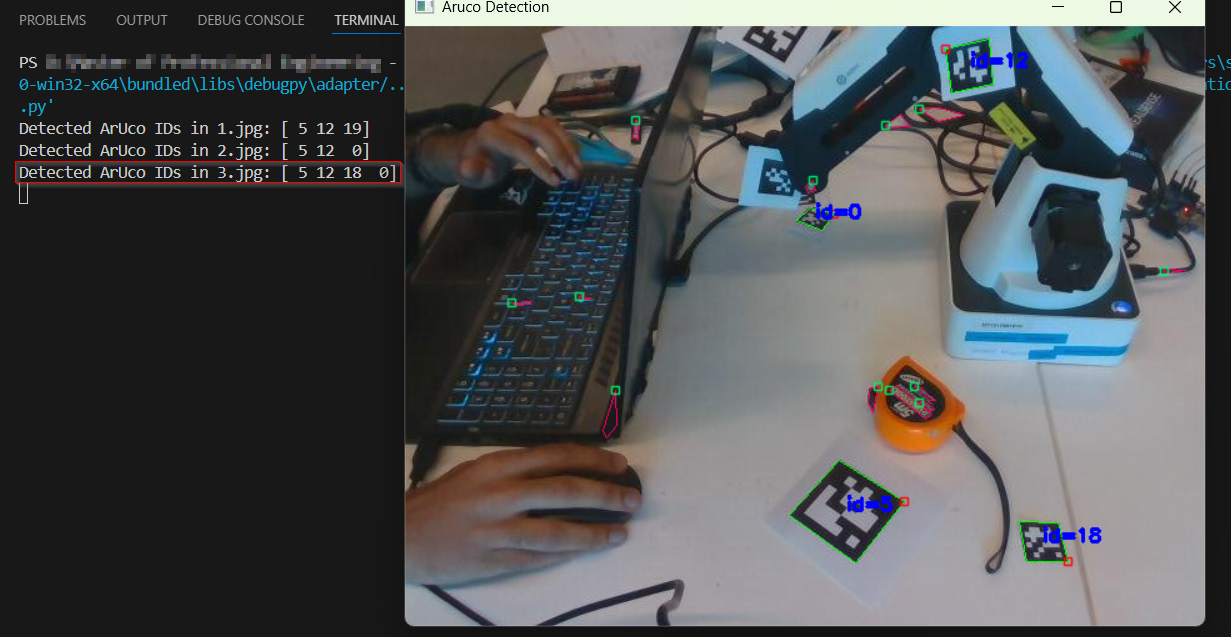 PROBLEMS OUTPUT DEBUG CONSOLE TERMINAL
Aruco Detection
PS
0-win32-x64\bundled\libs\debugpy\adapter/..
.py'
Detected ArUco IDs in 1.jpg: [ 5 12 19]
Detected ArUco IDs in 2.jpg: [ 5 12  0]
Detected ArUco IDs in 3.jpg: [ 5 12 18  0]
id=12
id=0
5m
id=5
id=18